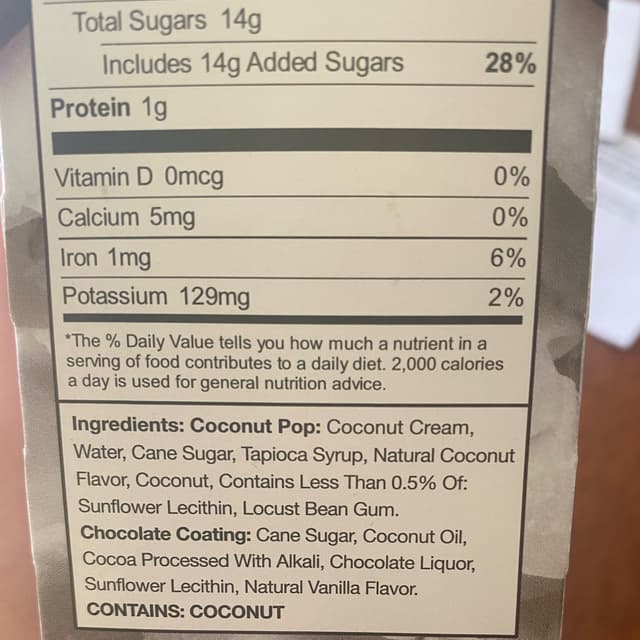 Total Sugars 14g
Includes 14g Added Sugars 28%
Protein 1g
Vitamin D 0mcg 0%
Calcium 5mg 0%
Iron 1mg 6%
Potassium 129mg 2%
*The % Daily Value tells you how much a nutrient in a
serving of food contributes to a daily diet. 2,000 calories
a day is used for general nutrition advice.
Ingredients: Coconut Pop: Coconut Cream,
Water, Cane Sugar, Tapioca Syrup, Natural Coconut
Flavor, Coconut, Contains Less Than 0.5% Of:
Sunflower Lecithin, Locust Bean Gum.
Chocolate Coating: Cane Sugar, Coconut Oil,
Cocoa Processed With Alkali, Chocolate Liquor,
Sunflower Lecithin, Natural Vanilla Flavor.
CONTAINS: COCONUT